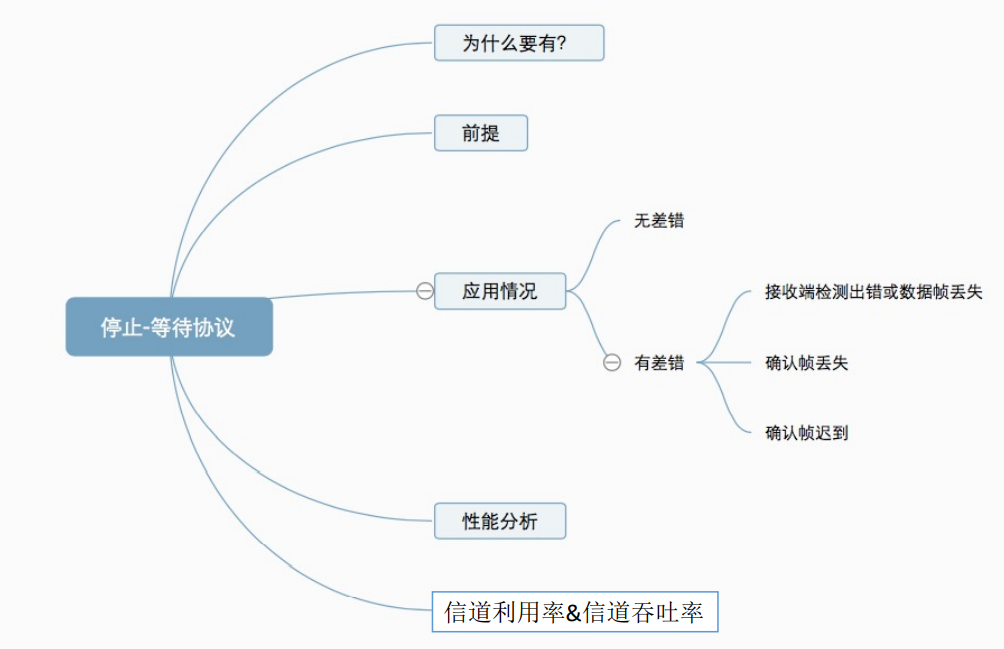 为什么要有?
前提
无差错
应用情况
接收端检测出错或数据帧丢失
停止-等待协议
有差错
确认帧丢失
确认帧迟到
性能分析
信道利用率&信道吞吐率